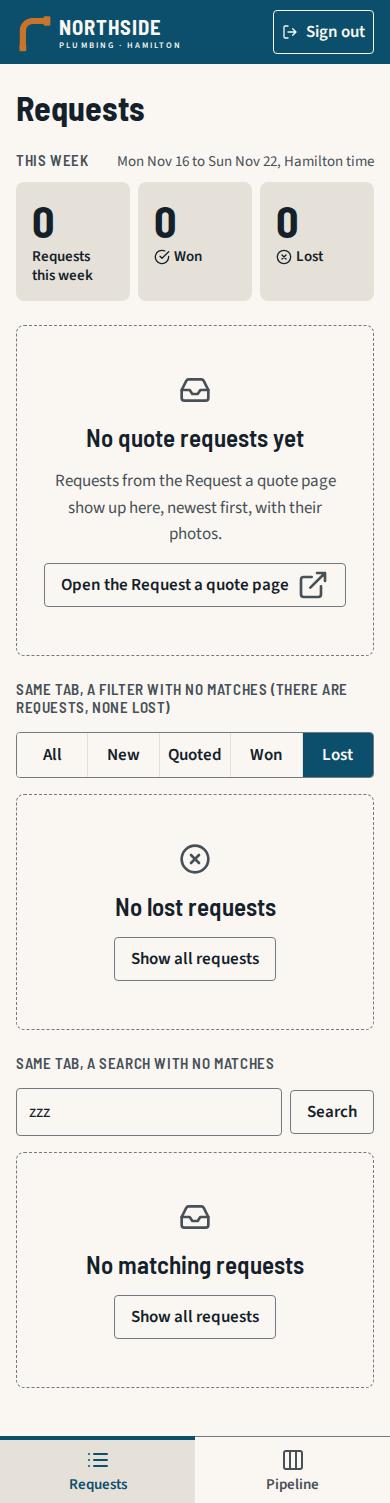 NORTHSIDE
PLUMBING · HAMILTON
Sign out
Requests
THIS WEEK
Mon Nov 16 to Sun Nov 22, Hamilton time
0
Requests
this week
0
Won
0
Lost
No quote requests yet
Requests from the Request a quote page
show up here, newest first, with their
photos.
Open the Request a quote page
SAME TAB, A FILTER WITH NO MATCHES (THERE ARE
REQUESTS, NONE LOST)
All
New
Quoted
Won
Lost
No lost requests
Show all requests
SAME TAB, A SEARCH WITH NO MATCHES
zzz
Search
No matching requests
Show all requests
Requests
Pipeline